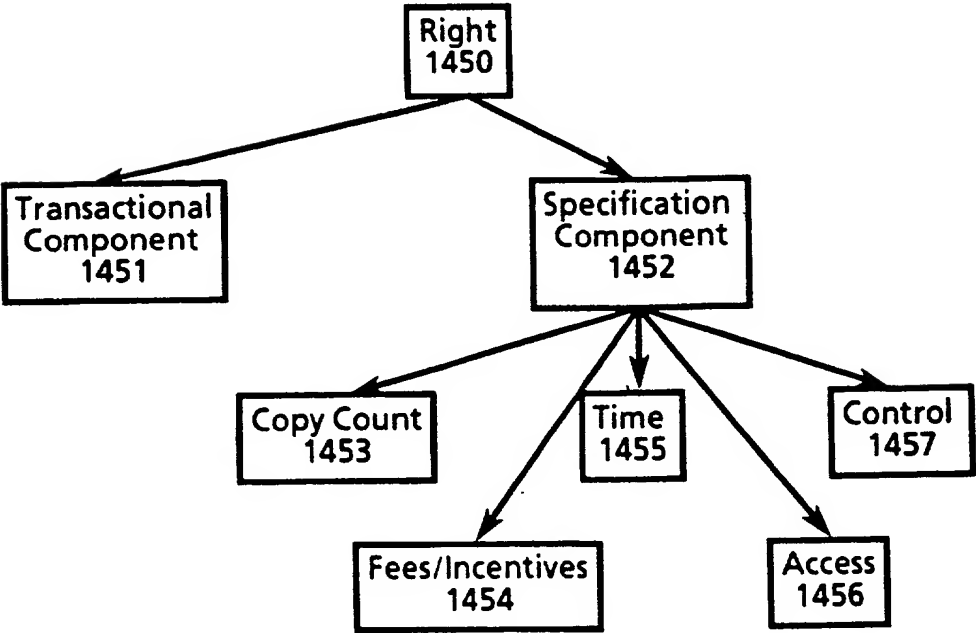 Right
1450
Transactional
Component
1451
Specification
Component
1452
Copy Count
1453
Time
1455
Control
1457
Fees/Incentives
1454
Access
1456